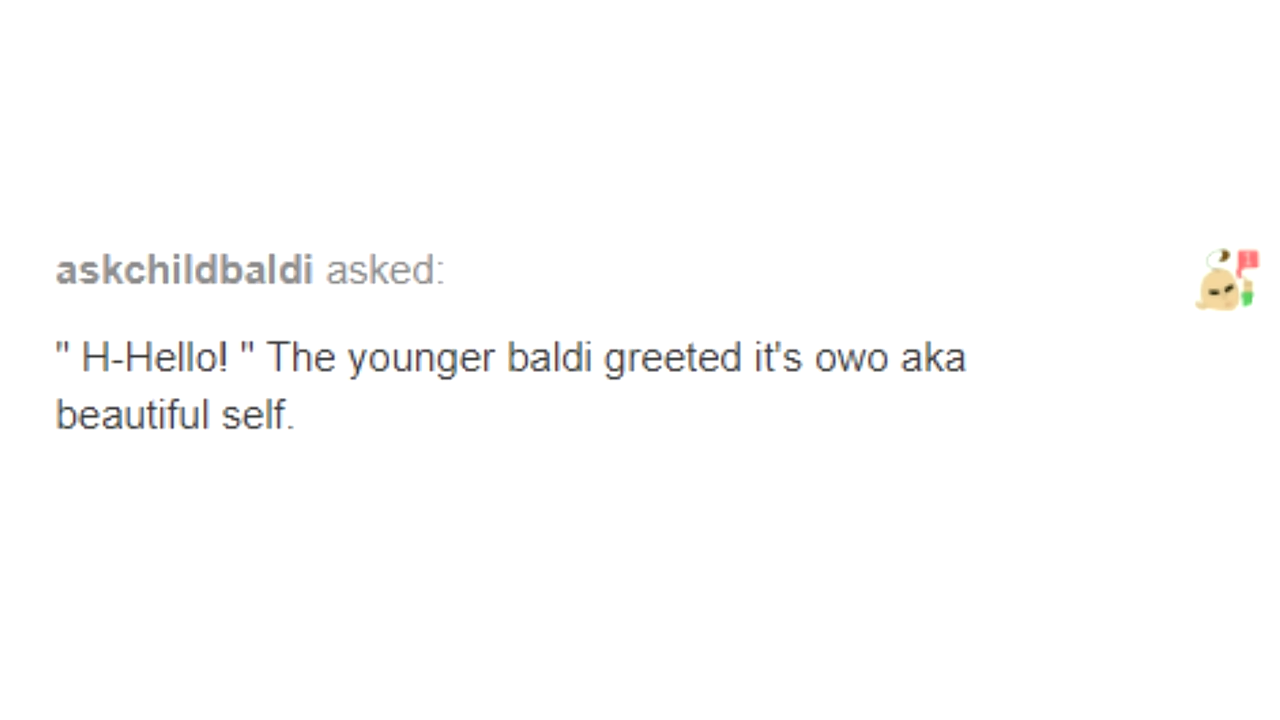 askchildbaldi asked:
" H-Hello! " The younger baldi greeted it's owo aka
beautiful self.